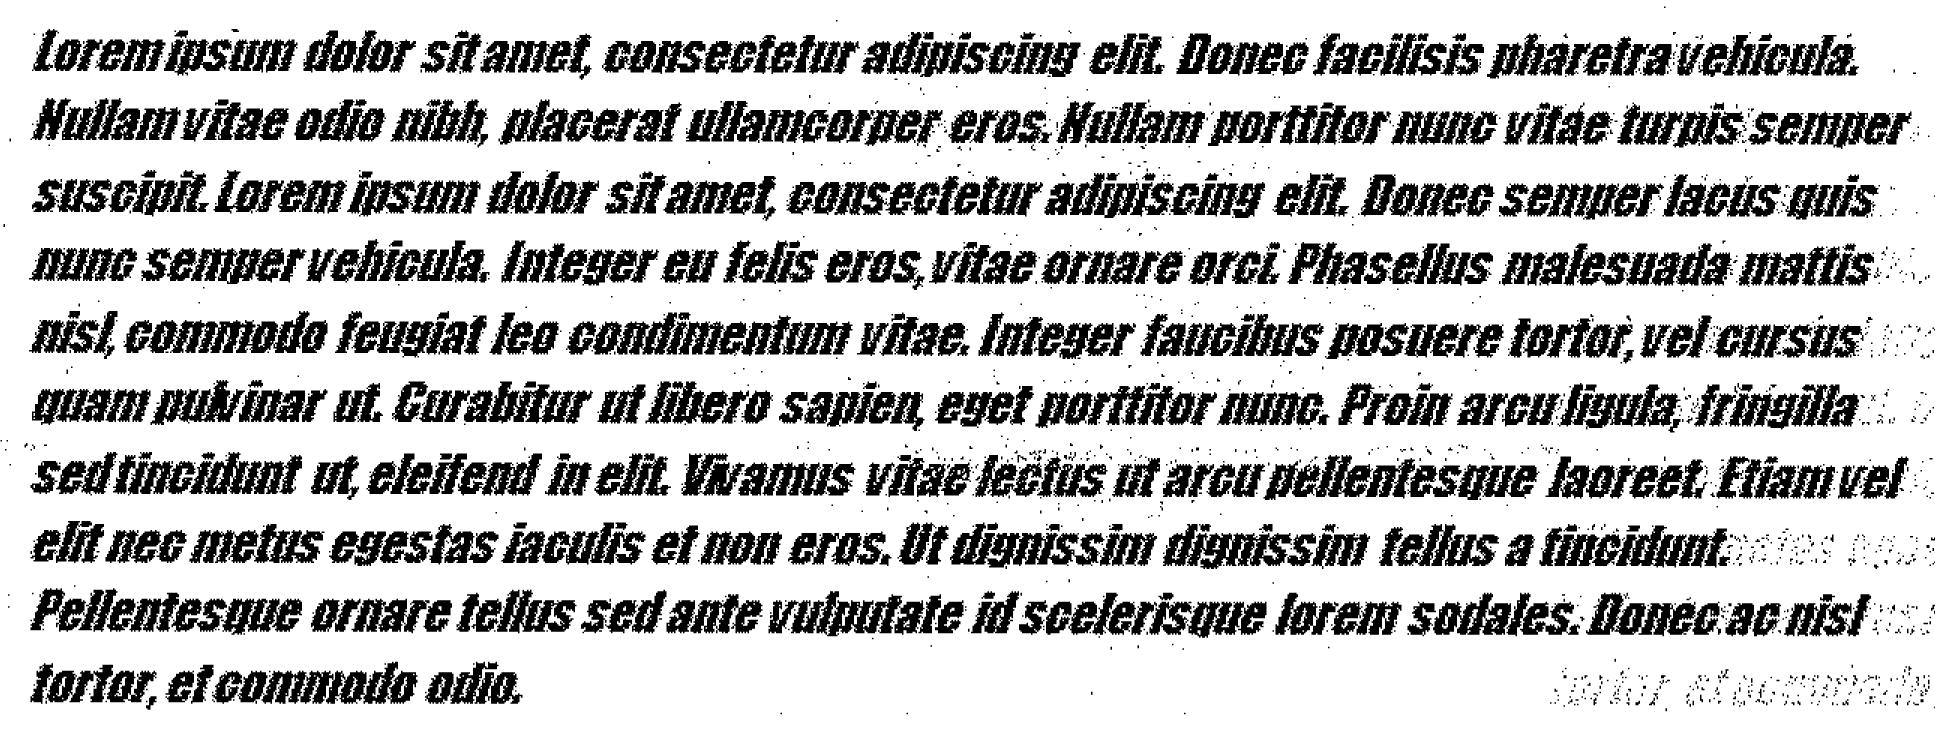 Lorem ipsum dolor sit amet, consectetur adipiscing elit. Donec facilisis pharetra vehicula.
Nullam vitae odio nibh, placerat ullamcorper eros. Nullam porttitor nunc vitae turpis semper
suscipit. Lorem ipsum dolor sit amet, consectetur adipiscing elit. Donec semper lacus quis
nunc semper vehicula. Integer eu felis eros, vitae ornare orci. Phasellus malesuada mattis
nisl, commodo feugiat leo condimentum vitae. Integer faucibus posuere tortor, vel cursus
quam pulvinar ut. Curabitur ut libero sapien, eget porttitor nunc. Proin arcu ligula, fringilla
sed tincidunt ut, eleifend in elit. Vivamus vitae lectus ut arcu pellentesque laoreet. Etiam vel
elit nec metus egestas iaculis et non eros. Ut dignissim dignissim tellus a tincidunt.
Pellentesque ornare tellus sed ante vulputate id scelerisque lorem sodales. Donec ac nisl
tortor, et commodo odio.